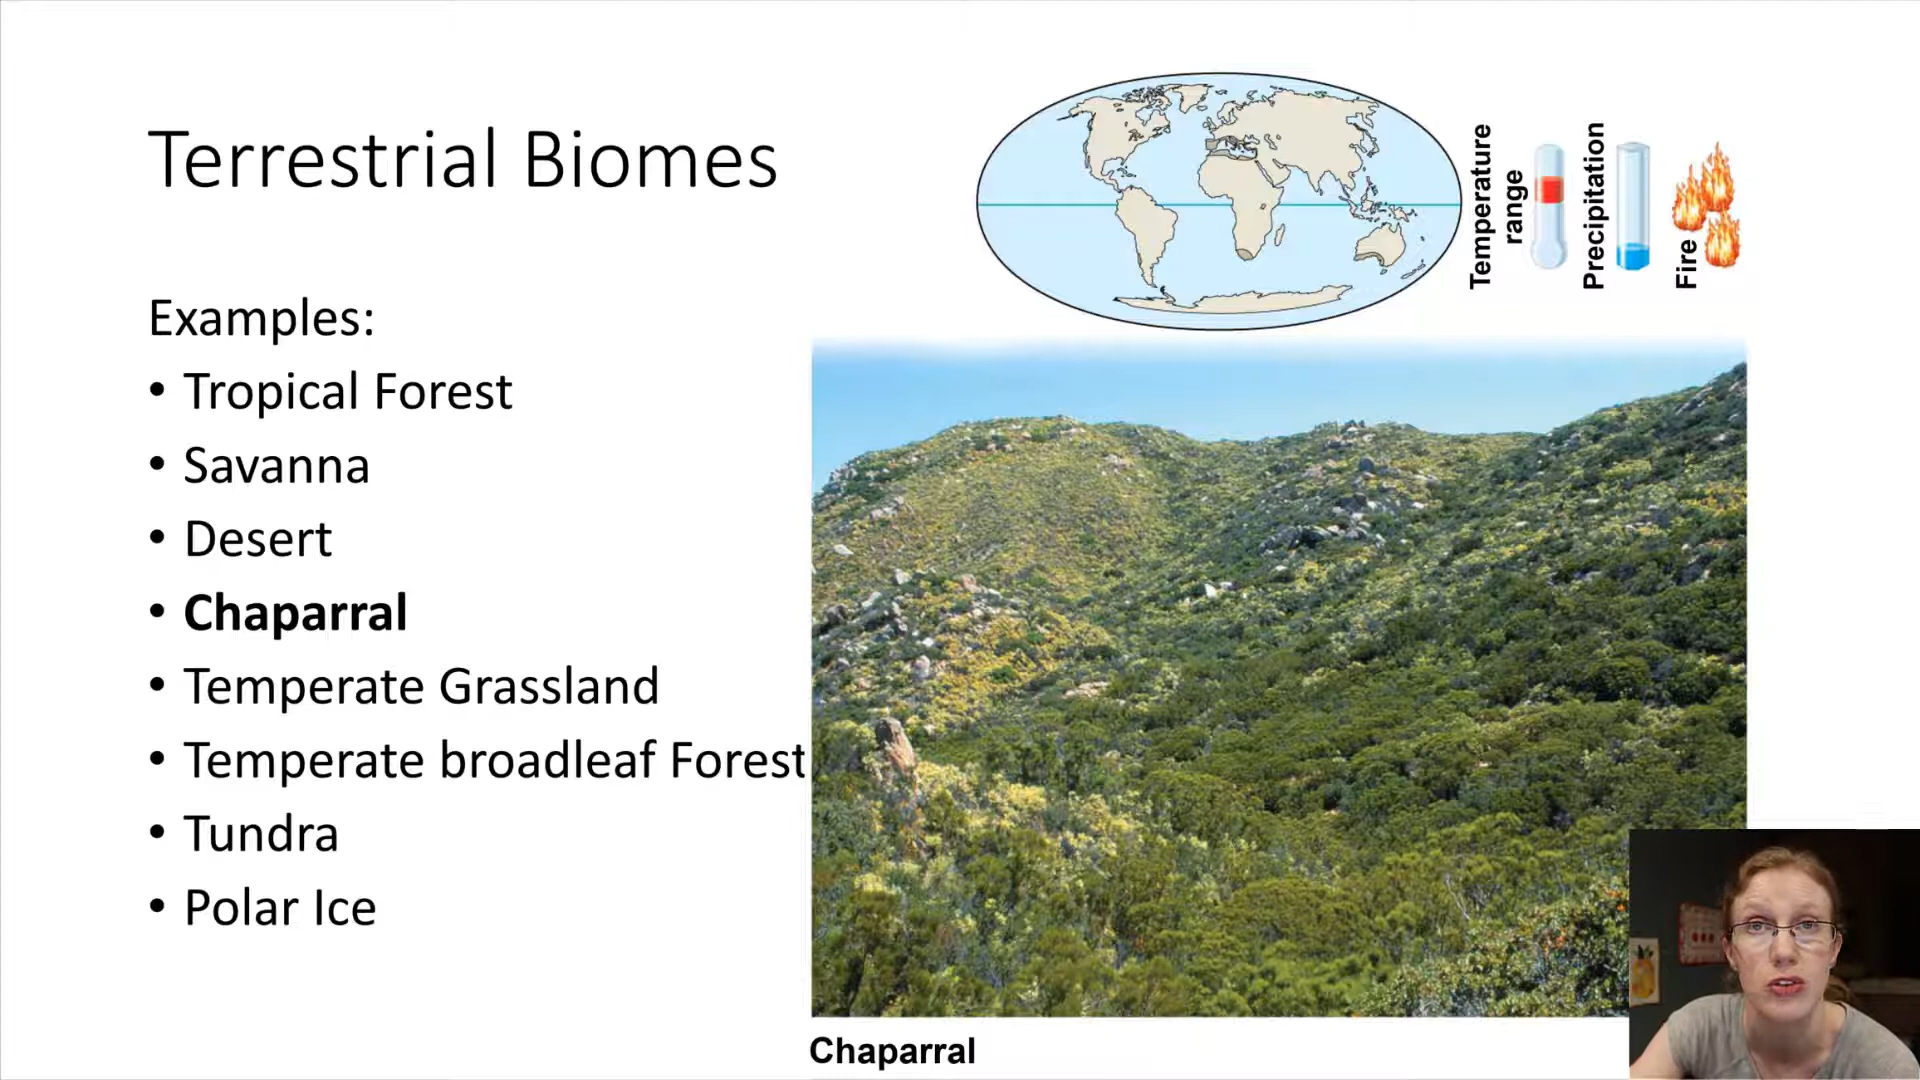 Terrestrial Biomes
Temperature
range
Precipitation
Fire
Examples:
• Tropical Forest
• Savanna
• Desert
• Chaparral
• Temperate Grassland
• Temperate broadleaf Forest
• Tundra
• Polar Ice
Chaparral